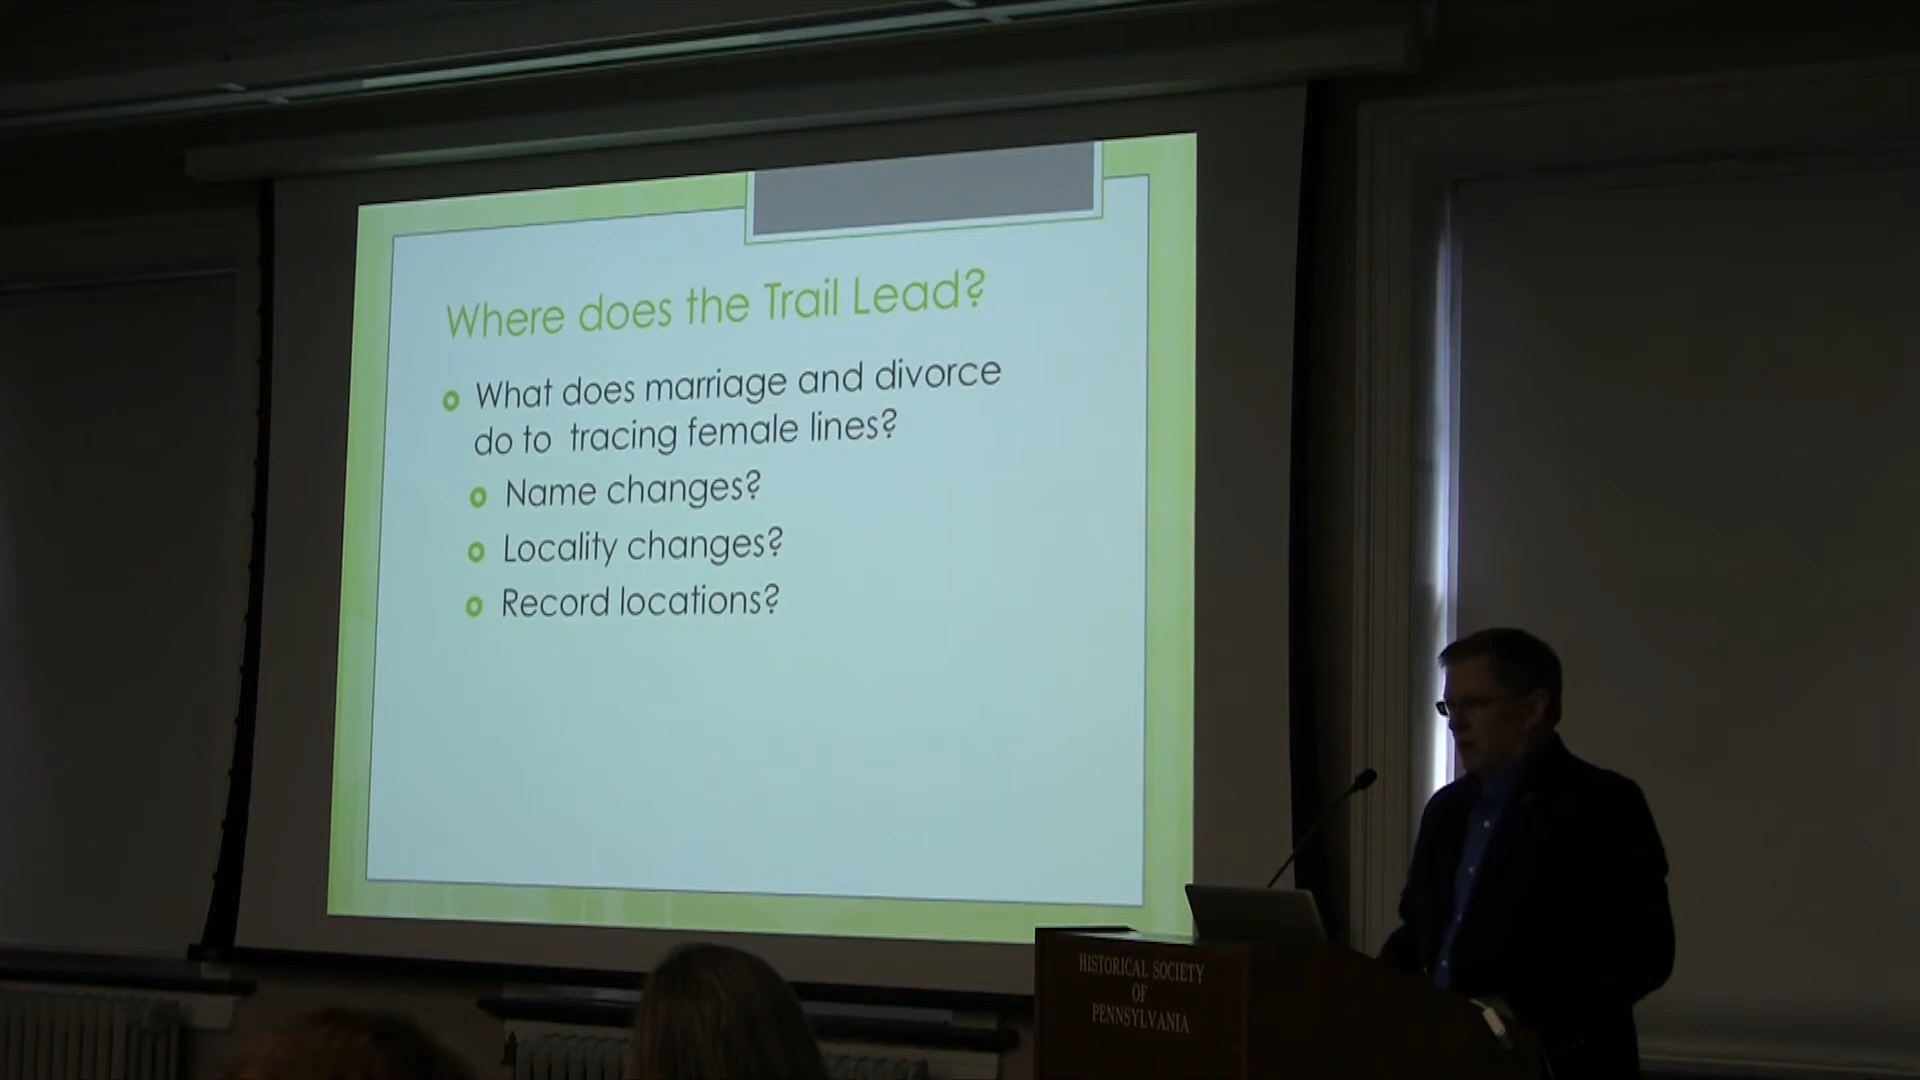 Where does the Trail Lead?
What does marriage and divorce
do to tracing female lines?
Name changes?
Locality changes?
Record locations?
HISTORICAL SOCIETY
OF
PENNSYLVANIA